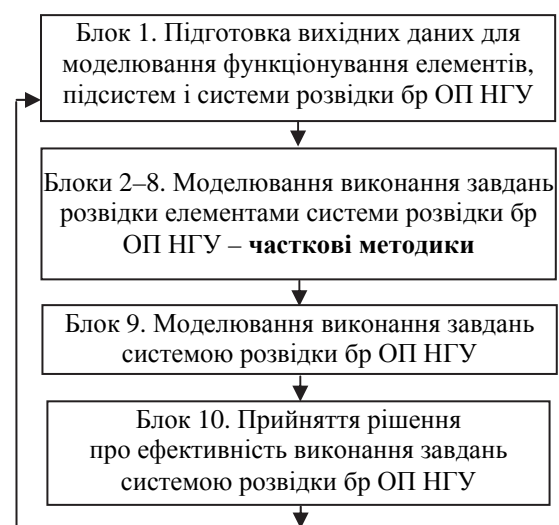 Блок 1. Підготовка вихідних даних для
моделювання функціонування елементів,
підсистем і системи розвідки бр ОП НГУ
Блоки 2–8. Моделювання виконання завдань
розвідки елементами системи розвідки бр
ОП НГУ – часткові методики
Блок 9. Моделювання виконання завдань
системою розвідки бр ОП НГУ
Блок 10. Прийняття рішення
про ефективність виконання завдань
системою розвідки бр ОП НГУ